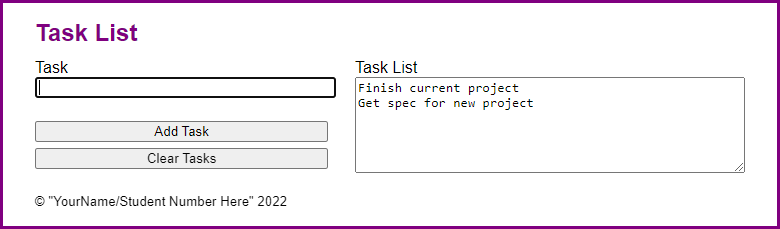 Task List
Task
Add Task
Clear Tasks
Task List
Finish current project
Get spec for new project
© "YourName/Student Number Here" 2022